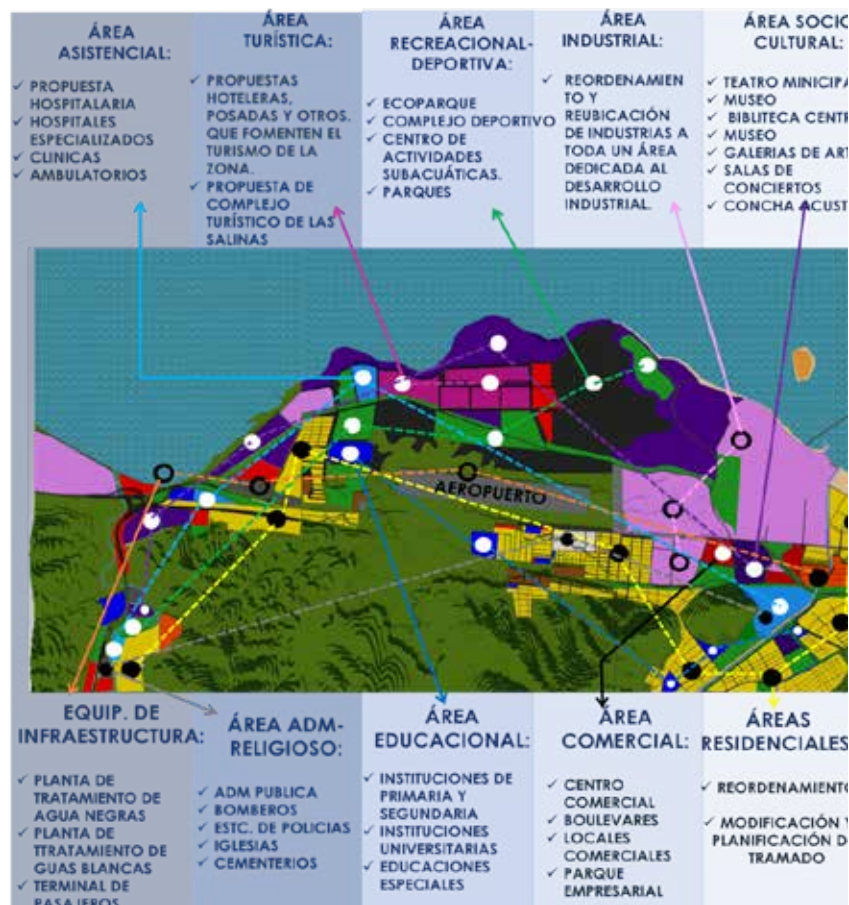 ÁREA
ASISTENCIAL:
✓ PROPUESTA
HOSPITALARIA
✓ HOSPITALES
ESPECIALIZADOS
✓ CLINICAS
✓ AMBULATORIOS
ÁREA
TURÍSTICA:
✓ PROPUESTAS
HOTELERAS,
POSADAS Y OTROS.
QUE FOMENTEN EL
TURISMO DE LA
ZONA.
✓ PROPUESTA DE
COMPLEJO
TURÍSTICO DE LAS
SALINAS
ÁREA
RECREACIONAL-
DEPORTIVA:
✓ ECOPARQUE
✓ COMPLEJO DEPORTIVO
✓ CENTRO DE
ACTIVIDADES
SUBACUÁTICAS.
✓ PARQUES
ÁREA
INDUSTRIAL:
✓ REORDENAMIEN
TO Y
REUBICACIÓN
DE INDUSTRIAS A
TODA UN ÁREA
DEDICADA AL
DESARROLLO
INDUSTRIAL.
ÁREA SOCIO
CULTURAL:
✓ TEATRO MINICIPA
✓ MUSEO
✓ BIBLITECA CENTR
✓ MUSEO
✓ GALERIAS DE ART
✓ SALAS DE
CONCIERTOS
✓ CONCHA ACUST
AEROPUERTO
EQUIP. DE
INFRAESTRUCTURA:
✓ PLANTA DE
TRATAMIENTO DE
AGUA NEGRAS
✓ PLANTA DE
TTRATAMIENTO DE
GUAS BLANCAS
✓ TERMINAL DE
PASAJEROS
ÁREA ADM-
RELIGIOSO:
✓ ADM PUBLICA
✓ BOMBEROS
✓ ESTC. DE POLICIAS
✓ IGLESIAS
✓ CEMENTERIOS
ÁREA
EDUCACIONAL:
✓ INSTITUCIONES DE
PRIMARIA Y
SEGUNDARIA
✓ INSTITUCIONES
UNIVERSITARIAS
✓ EDUCACIONES
ESPECIALES
ÁREA
COMERCIAL:
✓ CENTRO
COMERCIAL
✓ BOULEVARES
✓ LOCALES
COMERCIALES
✓ PARQUE
EMPRESARIAL
ÁREAS
RESIDENCIALES
✓ REORDENAMIENTO
✓ MODIFICACIÓN Y
PLANIFICACIÓN D
TRAMADO